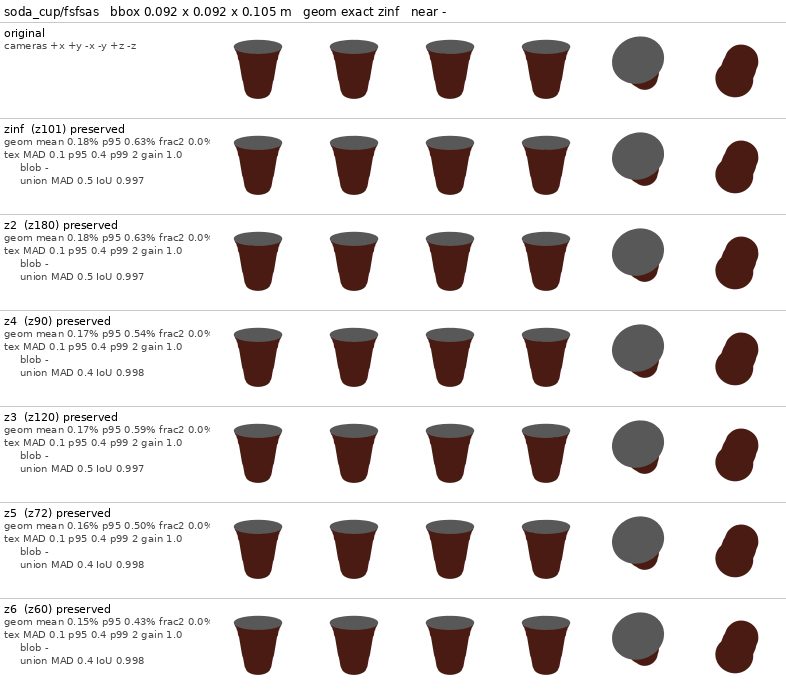 soda_cup/fsfsas bbox 0.092 x 0.092 x 0.105 m geom exact zinf near -
original
cameras +x +y -x -y +z -z
zinf (z101) preserved
geom mean 0.18% p95 0.63% frac2 0.0%
tex MAD 0.1 p95 0.4 p99 2 gain 1.0
blob -
union MAD 0.5 IoU 0.997
z2 (z180) preserved
geom mean 0.18% p95 0.63% frac2 0.0%
tex MAD 0.1 p95 0.4 p99 2 gain 1.0
blob -
union MAD 0.5 IoU 0.997
z4 (z90) preserved
geom mean 0.17% p95 0.54% frac2 0.0%
tex MAD 0.1 p95 0.4 p99 2 gain 1.0
blob -
union MAD 0.4 IoU 0.998
z3 (z120) preserved
geom mean 0.17% p95 0.59% frac2 0.0%
tex MAD 0.1 p95 0.4 p99 2 gain 1.0
blob -
union MAD 0.5 IoU 0.997
z5 (z72) preserved
geom mean 0.16% p95 0.50% frac2 0.0%
tex MAD 0.1 p95 0.4 p99 2 gain 1.0
blob -
union MAD 0.4 IoU 0.998
z6 (z60) preserved
geom mean 0.15% p95 0.43% frac2 0.0%
tex MAD 0.1 p95 0.4 p99 2 gain 1.0
blob -
union MAD 0.4 IoU 0.998